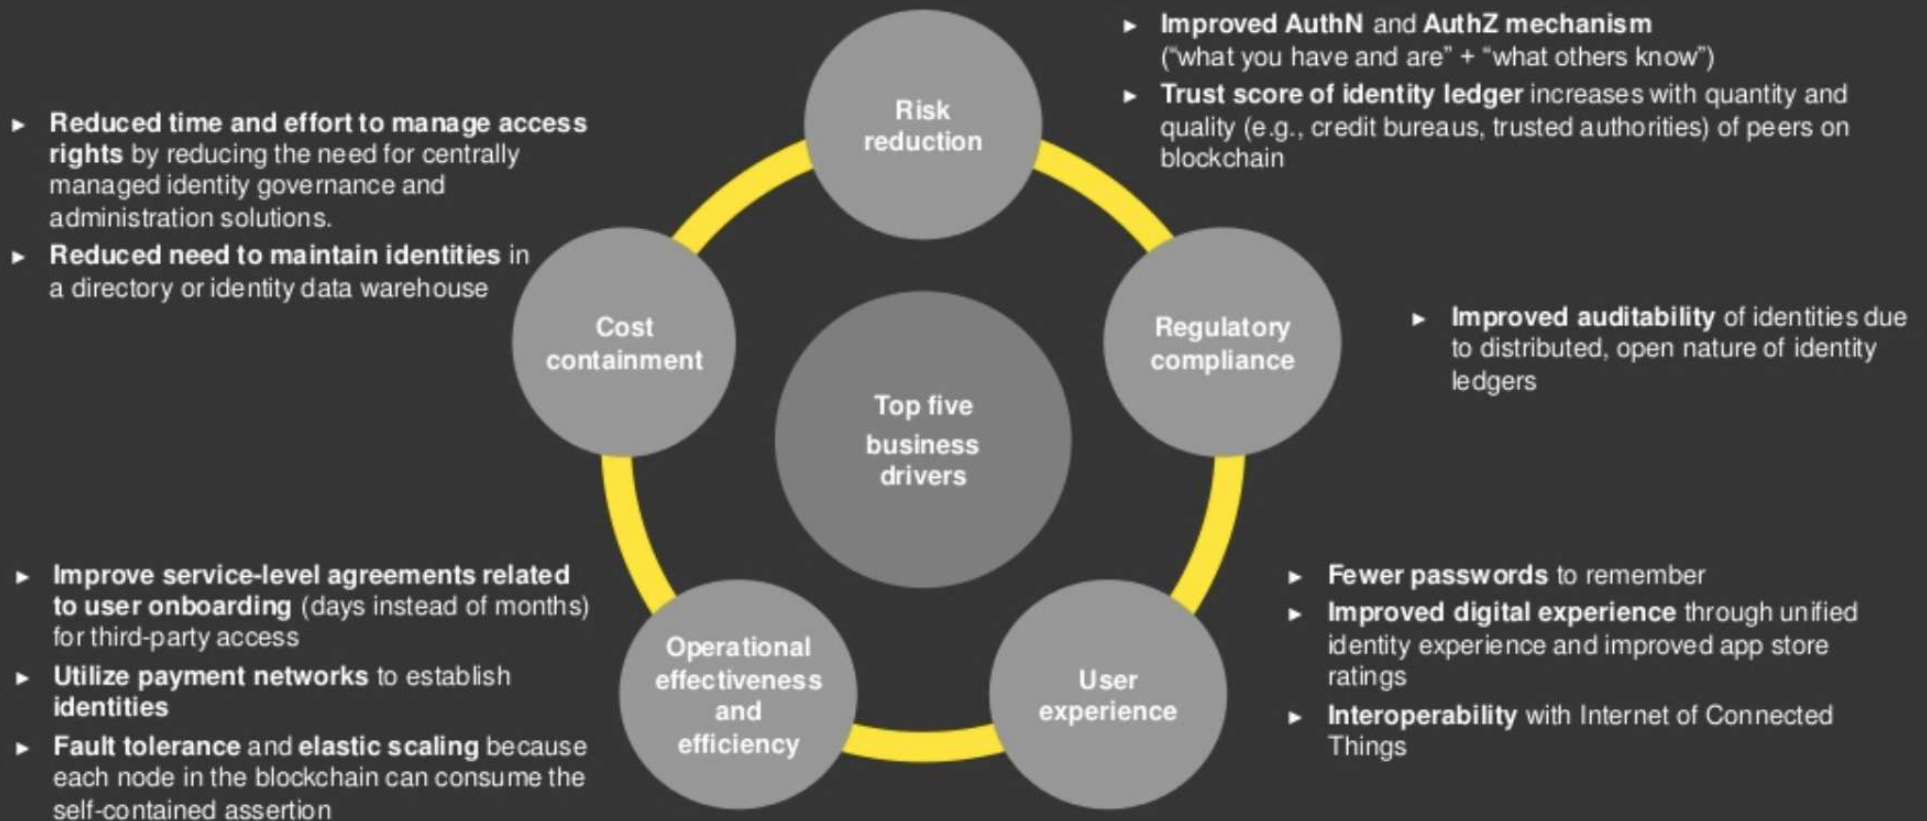 Risk
reduction
► Improved AuthN and AuthZ mechanism
(“what you have and are” + “what others know”)
► Trust score of identity ledger increases with quantity and
quality (e.g., credit bureaus, trusted authorities) of peers on
blockchain
► Reduced time and effort to manage access
rights by reducing the need for centrally
managed identity governance and
administration solutions.
► Reduced need to maintain identities in
a directory or identity data warehouse
Cost
containment
Regulatory
compliance
► Improved auditability of identities due
to distributed, open nature of identity
ledgers
Top five
business
drivers
► Improve service-level agreements related
to user onboarding (days instead of months)
for third-party access
► Utilize payment networks to establish
identities
► Fault tolerance and elastic scaling because
each node in the blockchain can consume the
self-contained assertion
Operational
effectiveness
and
efficiency
User
experience
► Fewer passwords to remember
► Improved digital experience through unified
identity experience and improved app store
ratings
► Interoperability with Internet of Connected
Things